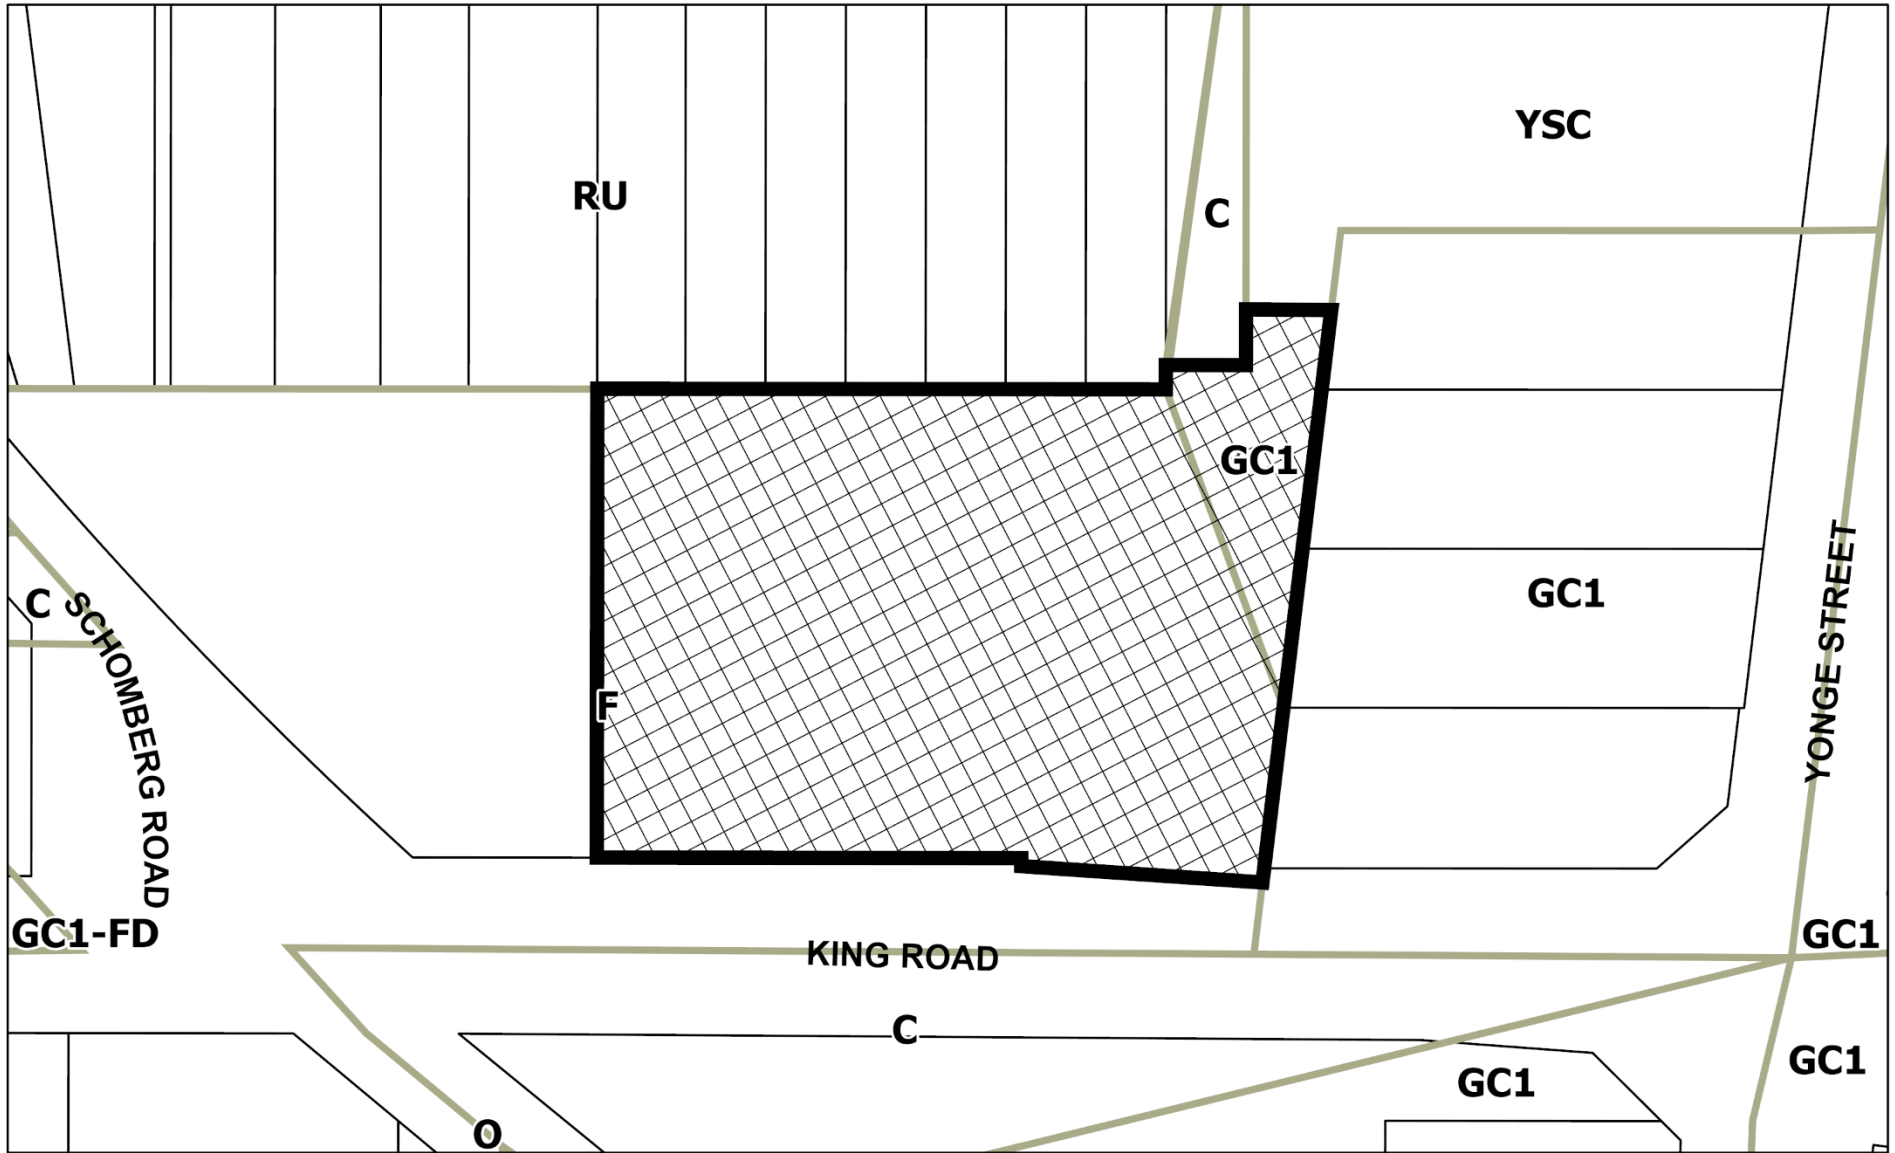 YSC
RU
C
GC1
GC1
C
SCHOMBERG ROAD
YONGE STREET
F
GC1-FD
GC1
KING ROAD
C
GC1
GC1
O